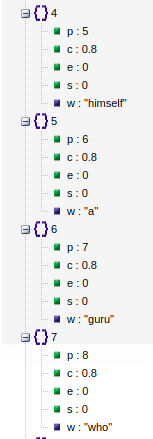 4
p : 5
c : 0.8
e : 0
s : 0
w : "himself"
5
p : 6
c : 0.8
e : 0
s : 0
w : "a"
6
p : 7
c : 0.8
e : 0
s : 0
w : "guru"
7
p : 8
c : 0.8
e : 0
s : 0
w : "who"